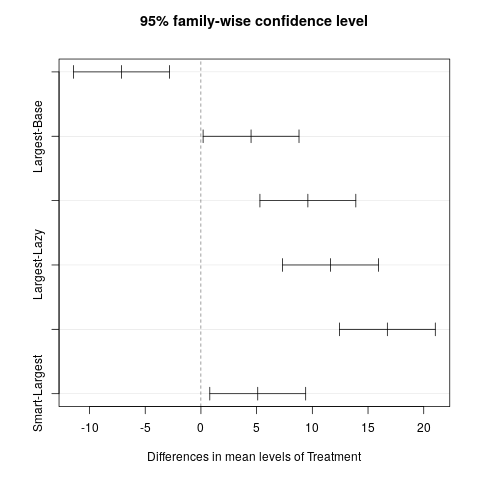 95% family-wise confidence level
Largest-Base
Largest-Lazy
Smart-Largest
-10 -5 0 5 10 15 20
Differences in mean levels of Treatment